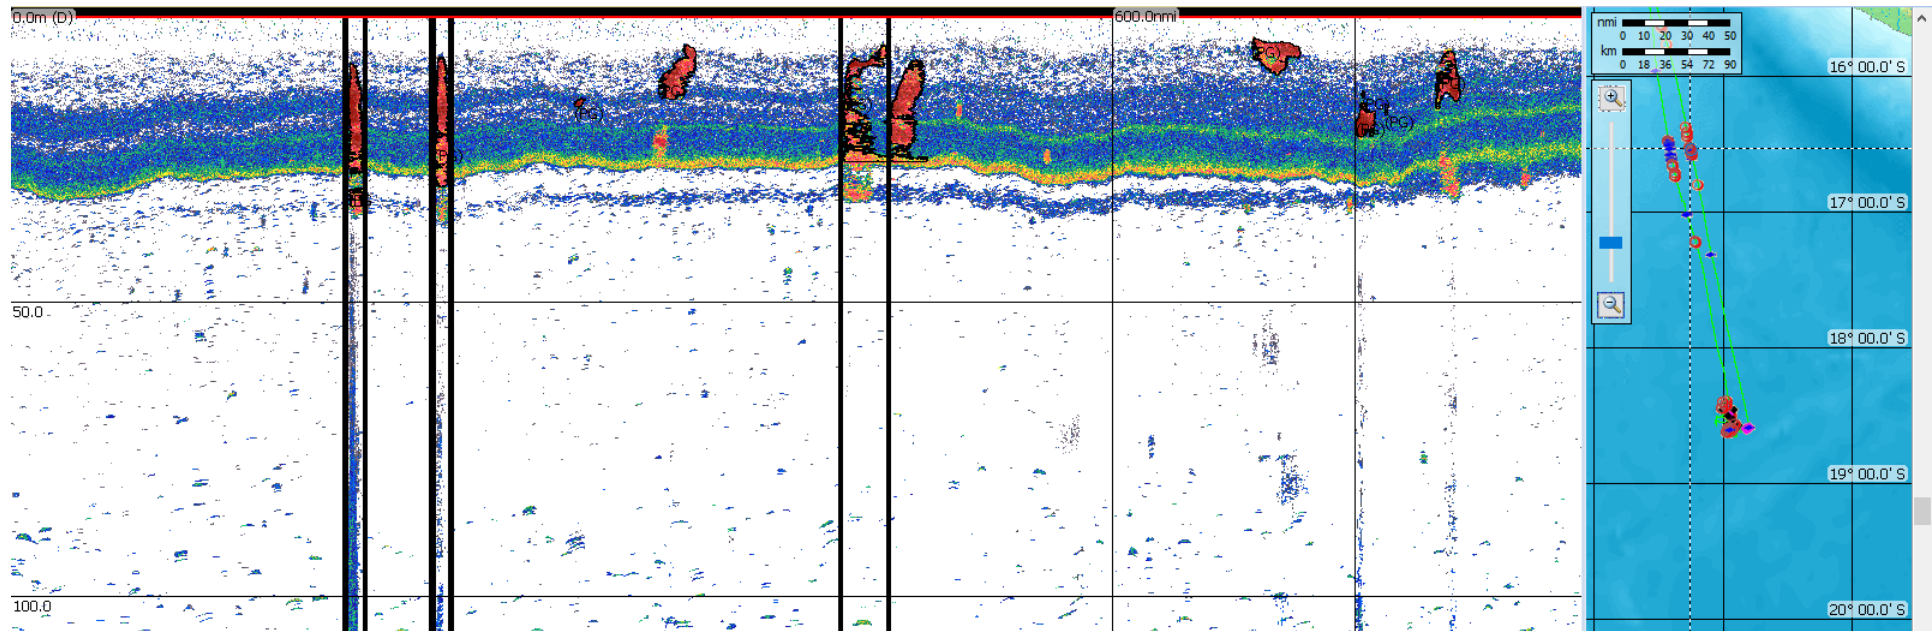 0.0m (D)
600.0nmi
50.0
100.0
(PG)
(PG)
nmi
0 10 20 30 40 50
km
0 18 36 54 72 90
16° 00.0' S
17° 00.0' S
18° 00.0' S
19° 00.0' S
20° 00.0' S